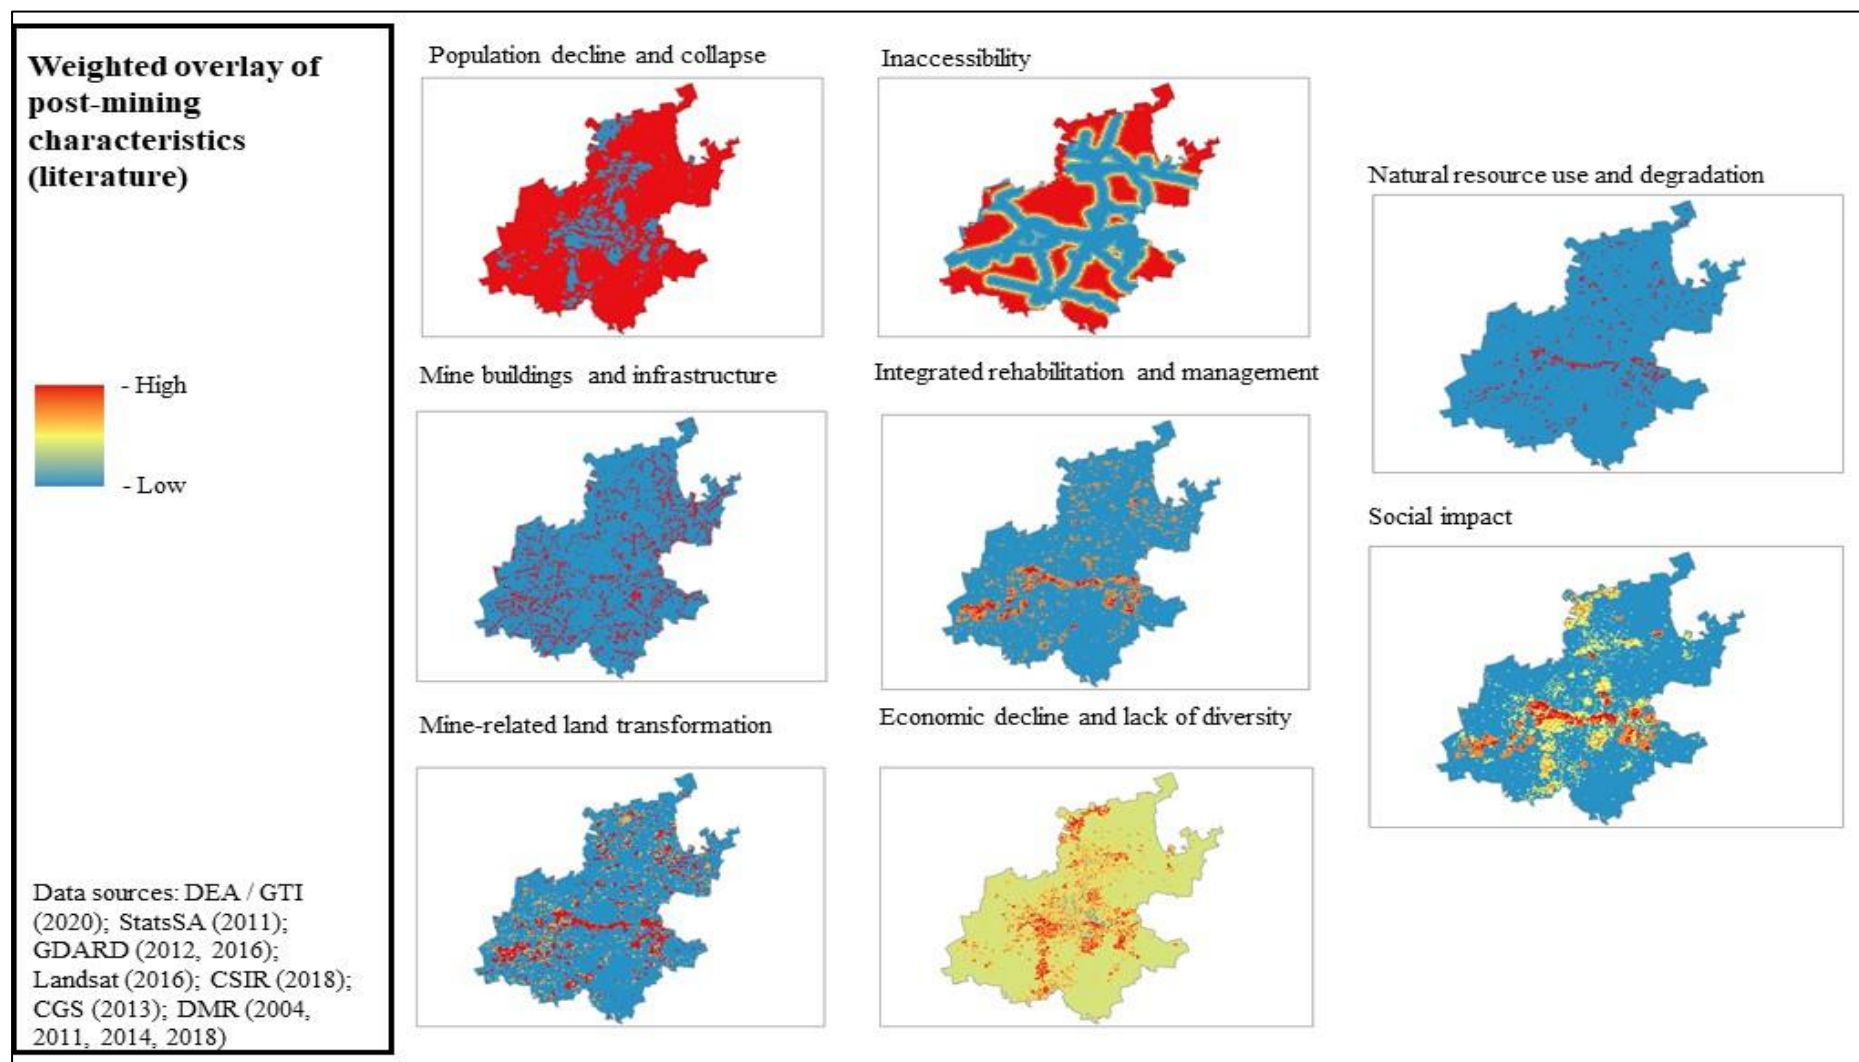 Weighted overlay of
post-mining
characteristics
(literature)
- High
- Low
Data sources: DEA / GTI
(2020); StatsSA (2011);
GDARD (2012, 2016);
Landsat (2016); CSIR (2018);
CGS (2013); DMR (2004,
2011, 2014, 2018)
Population decline and collapse
Inaccessibility
Mine buildings and infrastructure
Integrated rehabilitation and management
Mine-related land transformation
Economic decline and lack of diversity
Natural resource use and degradation
Social impact